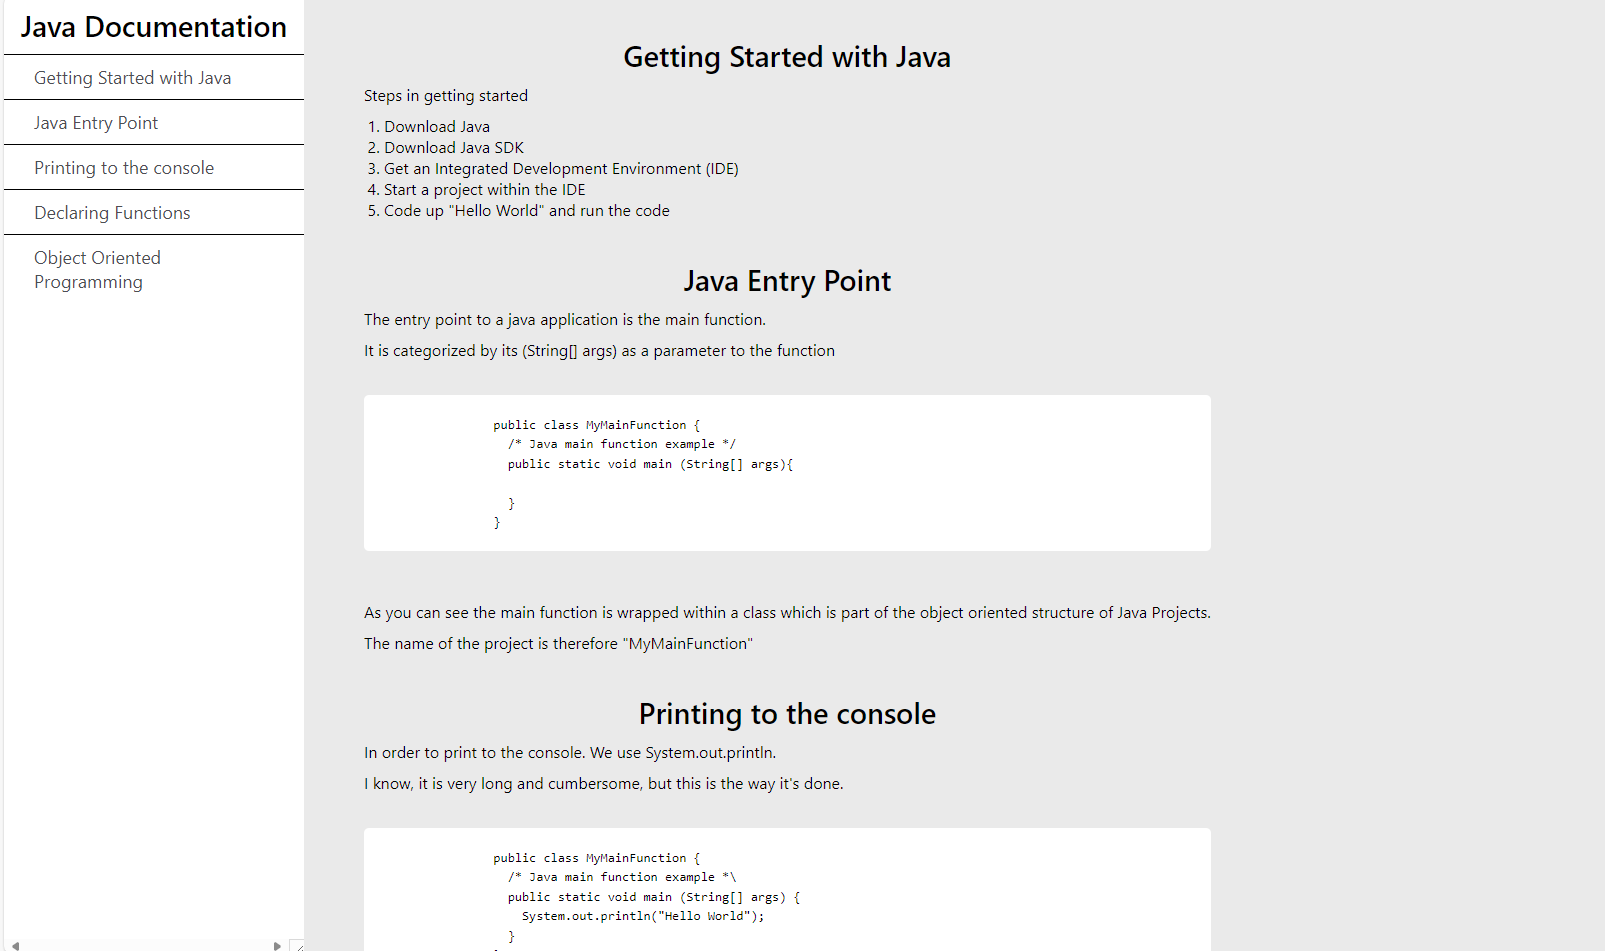 Java Documentation
Getting Started with Java
Java Entry Point
Printing to the console
Declaring Functions
Object Oriented
Programming
Getting Started with Java
Steps in getting started
1. Download Java
2. Download Java SDK
3. Get an Integrated Development Environment (IDE)
4. Start a project within the IDE
5. Code up "Hello World" and run the code
Java Entry Point
The entry point to a java application is the main function.
It is categorized by its (String[] args) as a parameter to the function
public class MyMainFunction {
/* Java main function example */
public static void main (String[] args){
}
}
As you can see the main function is wrapped within a class which is part of the object oriented structure of Java Projects.
The name of the project is therefore "MyMainFunction"
Printing to the console
In order to print to the console. We use System.out.println.
I know, it is very long and cumbersome, but this is the way it's done.
public class MyMainFunction {
/* Java main function example *\
public static void main (String[] args) {
System.out.println("Hello World");
}